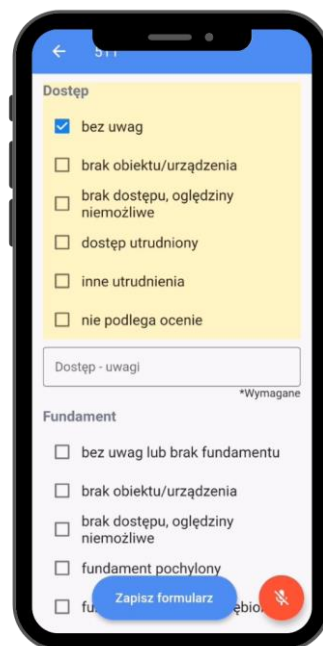 511
Dostęp
bez uwag
brak obiektu/urządzenia
brak dostępu, oględziny
niemożliwe
dostęp utrudniony
inne utrudnienia
nie podlega ocenie
Dostęp - uwagi
*Wymagane
Fundament
bez uwag lub brak fundamentu
brak obiektu/urządzenia
brak dostępu, oględziny
niemożliwe
fundament pochylony
Zapisz formularz